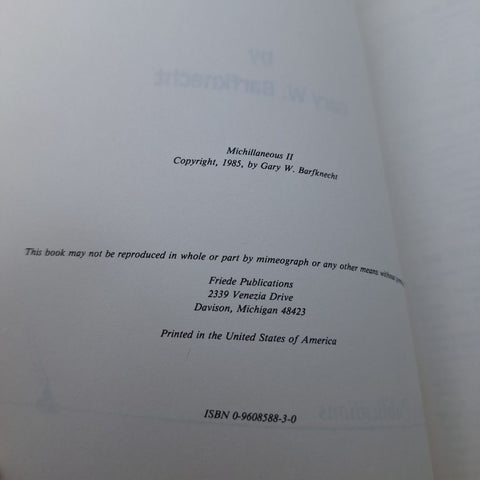 Michillaneous II
Copyright, 1985, by Gary W. Barfknecht
This book may not be reproduced in whole or part by mimeograph or any other means without
Friede Publications
2339 Venezia Drive
Davison, Michigan 48423
Printed in the United States of America
ISBN 0-9608588-3-0